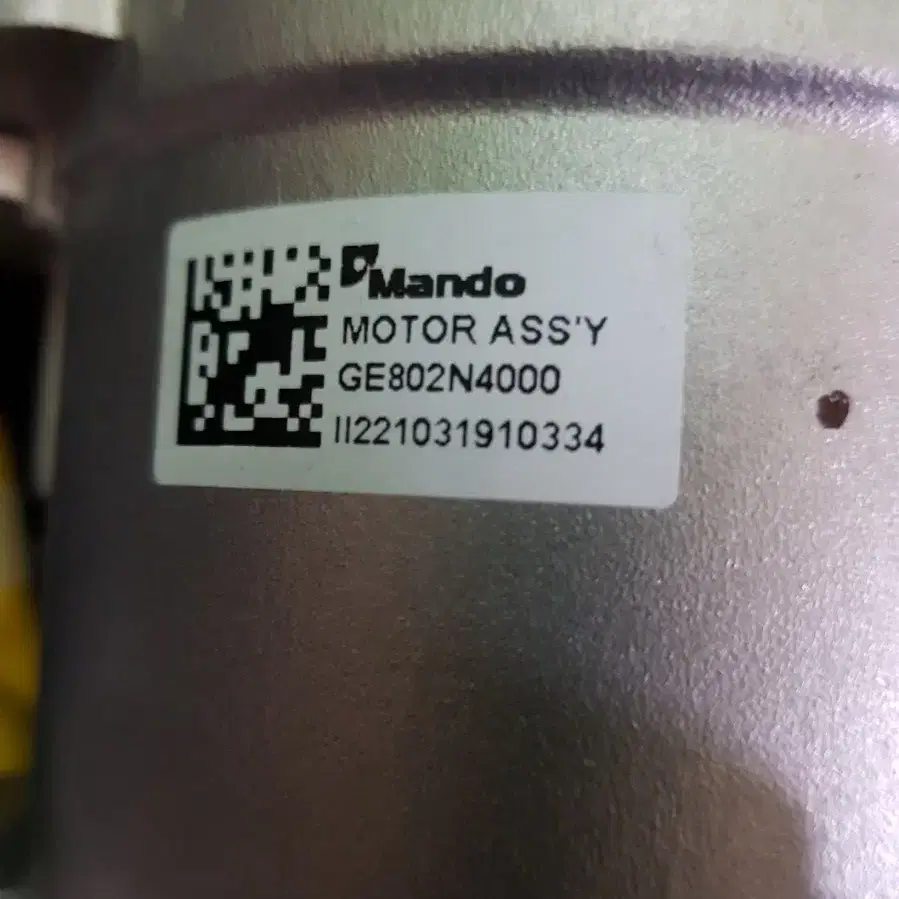 Mando
MOTOR ASS'Y
GE802N4000
II221031910334